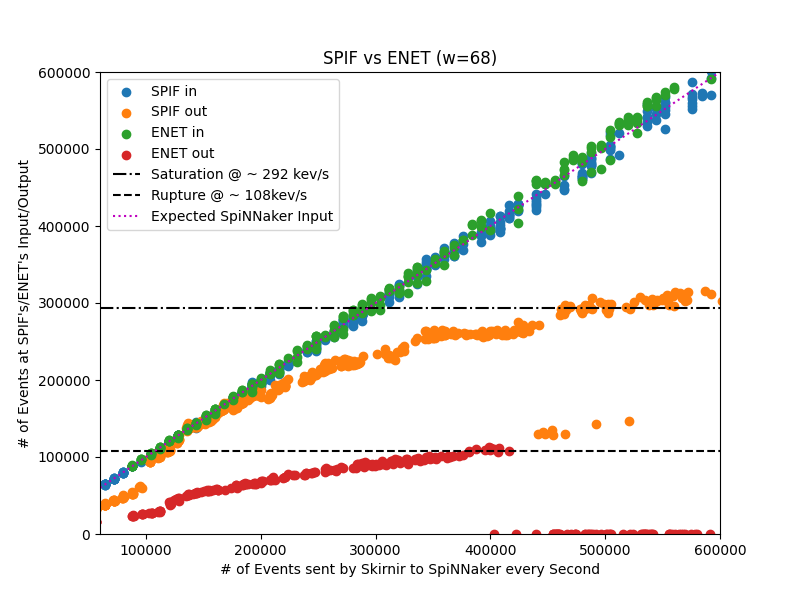 SPIF vs ENET (w=68)
600000
500000
400000
300000
200000
100000
0
# of Events at SPIF's/ENET's Input/Output
SPIF in
SPIF out
ENET in
ENET out
Saturation @ ~ 292 kev/s
Rupture @ ~ 108kev/s
Expected SpiNNaker Input
100000 200000 300000 400000 500000 600000
# of Events sent by Skirnir to SpiNNaker every Second